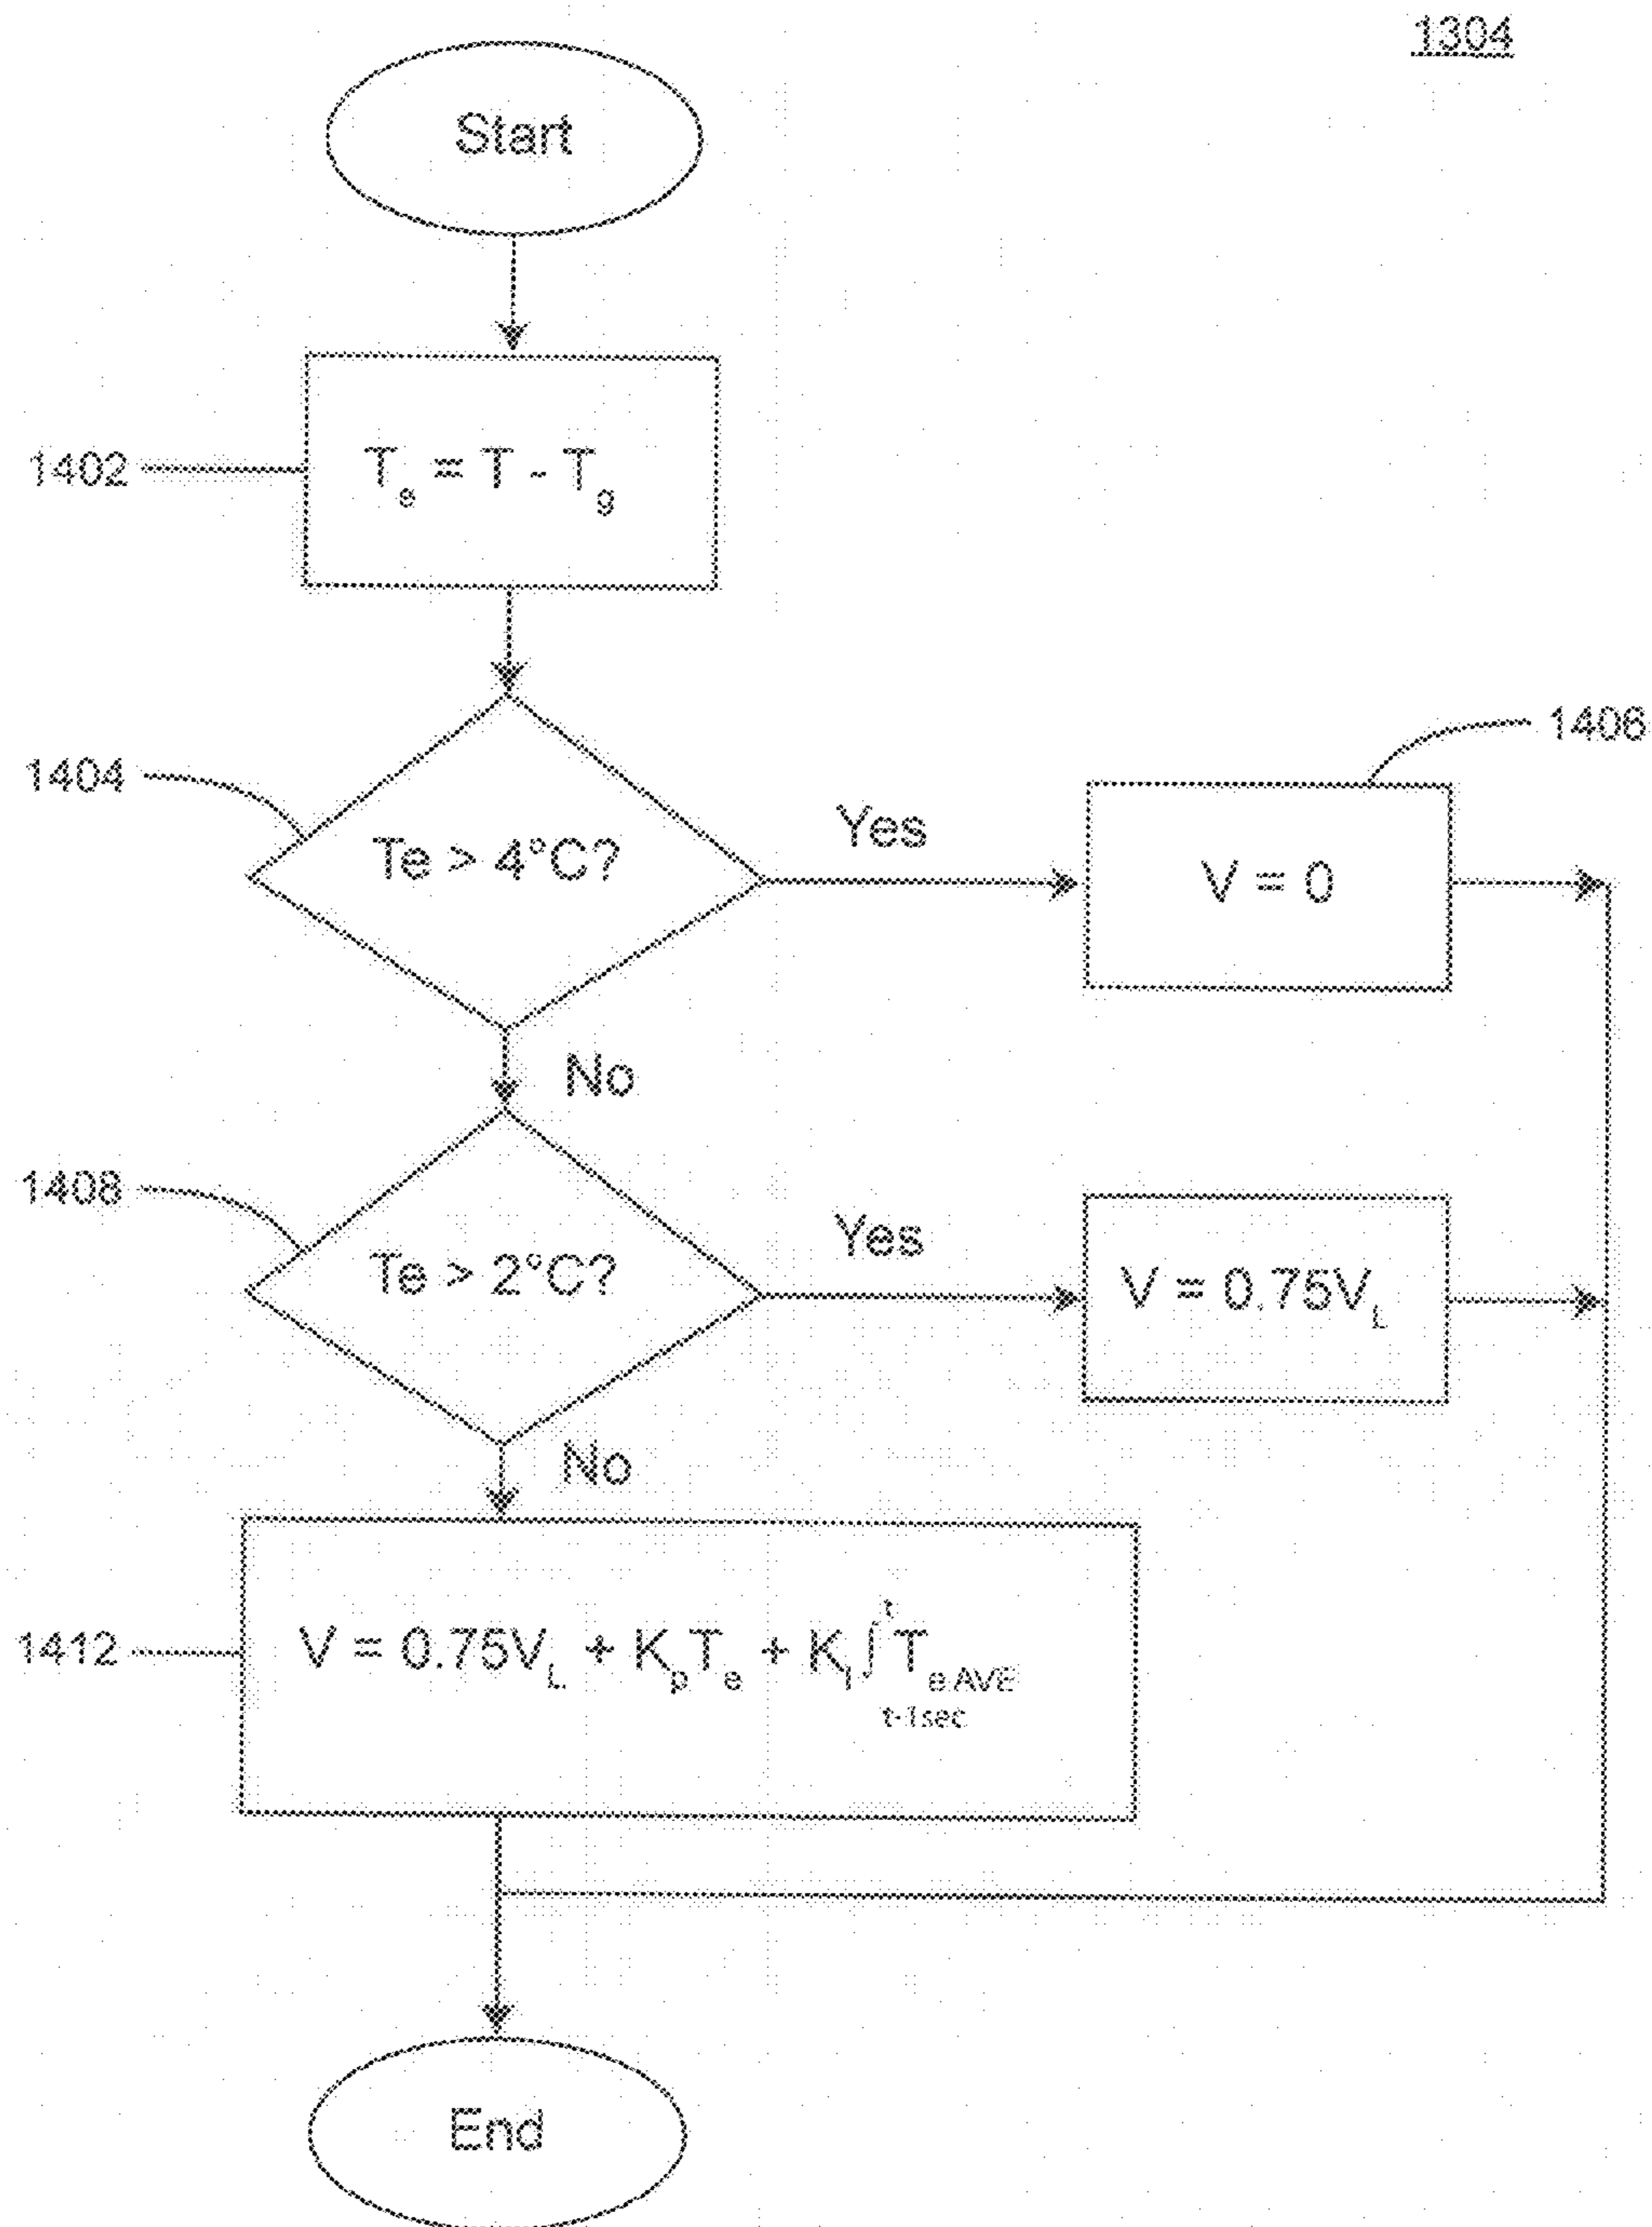 1304
Start
1402
Te = T - Tg
1404
Te > 4°C?
Yes
1406
V = 0
No
1408
Te > 2°C?
Yes
V = 0.75VL
No
1412
V = 0.75VL + KpTe + KI∫ t t-1sec Te AVE
End